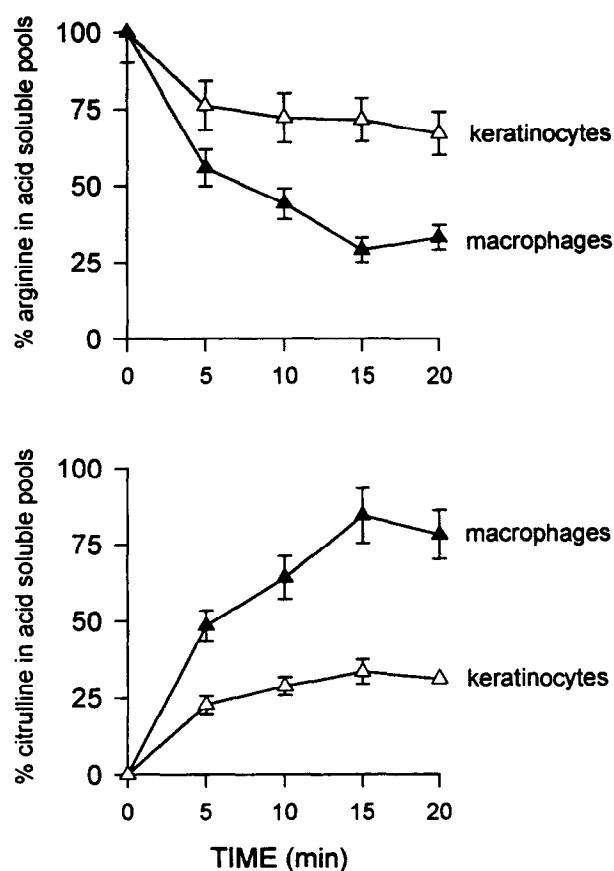 % arginine in acid soluble pools
100
75
50
25
0
keratinocytes
macrophages
0 5 10 15 20
% citrulline in acid soluble pools
100
75
50
25
0
macrophages
keratinocytes
0 5 10 15 20
TIME (min)